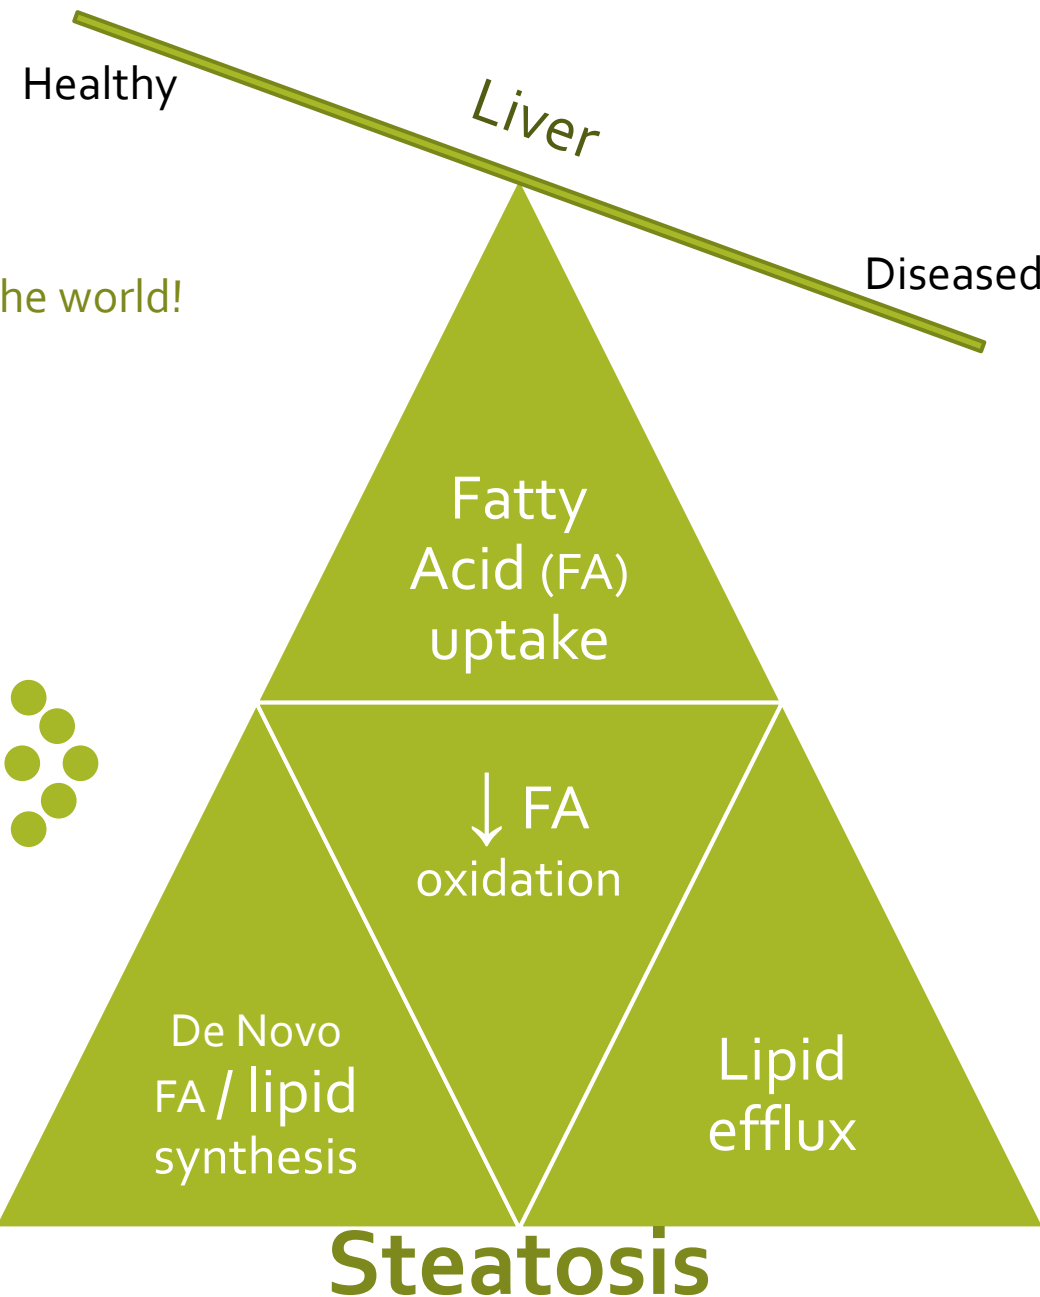 Healthy
Liver
Diseased
he world!
Fatty
Acid (FA)
uptake
↓ FA
oxidation
De Novo
FA / lipid
synthesis
Lipid
efflux
Steatosis